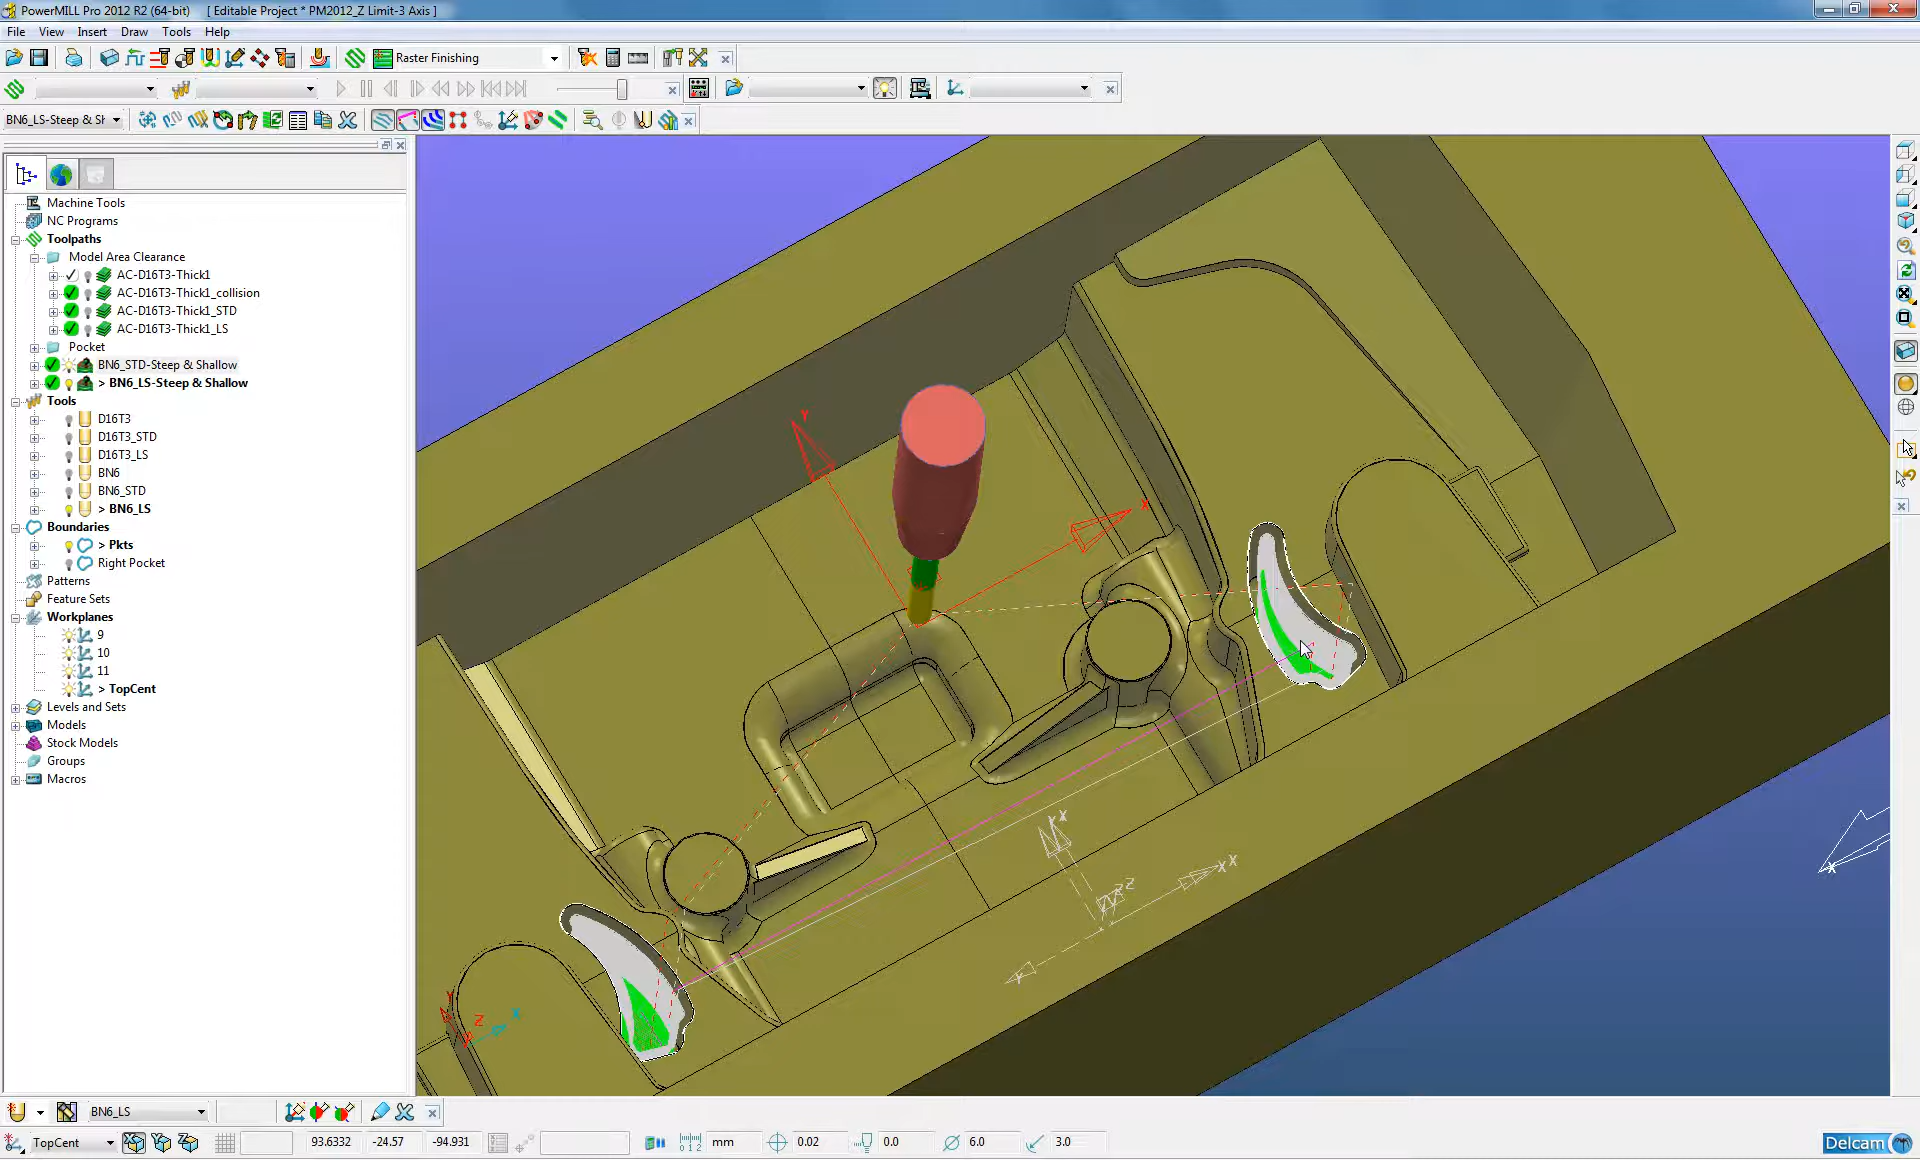 PowerMILL Pro 2012 R2 (64-bit) [ Editable Project * PM2012_Z Limit-3 Axis ]
File View Insert Draw Tools Help
Raster Finishing
BN6_LS-Steep & Sh
Machine Tools
NC Programs
Toolpaths
Model Area Clearance
AC-D16T3-Thick1
AC-D16T3-Thick1_collision
AC-D16T3-Thick1_STD
AC-D16T3-Thick1_LS
Pocket
BN6_STD-Steep & Shallow
> BN6_LS-Steep & Shallow
Tools
D16T3
D16T3_STD
D16T3_LS
BN6
BN6_STD
> BN6_LS
Boundaries
> Pkts
Right Pocket
Patterns
Feature Sets
Workplanes
9
10
11
> TopCent
Levels and Sets
Models
Stock Models
Groups
Macros
Y
X
X
X
Z
Z
X
Y
Z
X
X
BN6_LS
TopCent 93.6332 -24.57 -94.931 mm 0.02 0.0 6.0 3.0
Delcam